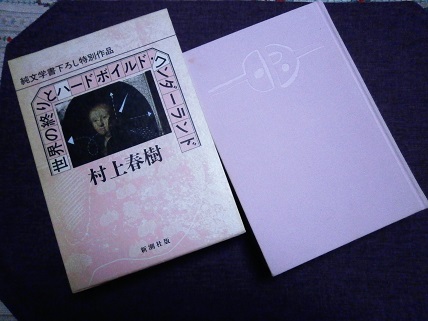 純文学書下ろし特別作品
世界の終りとハードボイルド・ワンダーランド
村上春樹
新潮社版